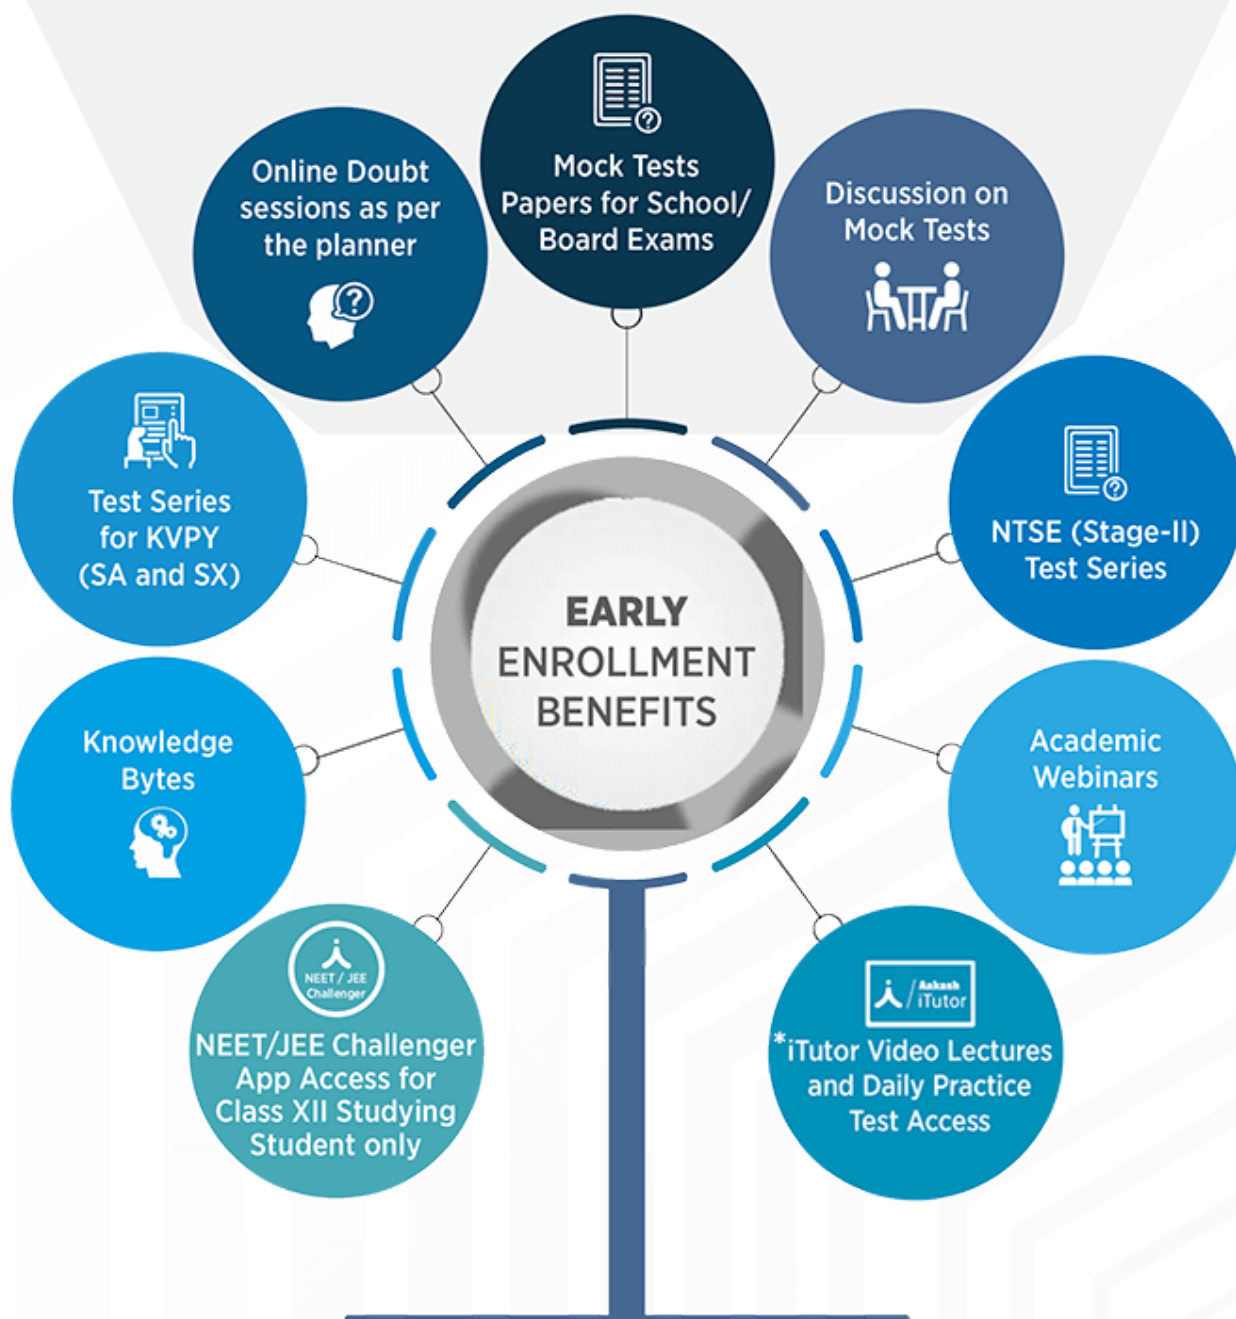 Mock Tests
Papers for School/
Board Exams
Online Doubt
sessions as per
the planner
Discussion on
Mock Tests
Test Series
for KVPY
(SA and SX)
NTSE (Stage-II)
Test Series
EARLY
ENROLLMENT
BENEFITS
Knowledge
Bytes
Academic
Webinars
NEET / JEE
Challenger
NEET/JEE Challenger
App Access for
Class XII Studying
Student only
Aakash
iTutor
*iTutor Video Lectures
and Daily Practice
Test Access